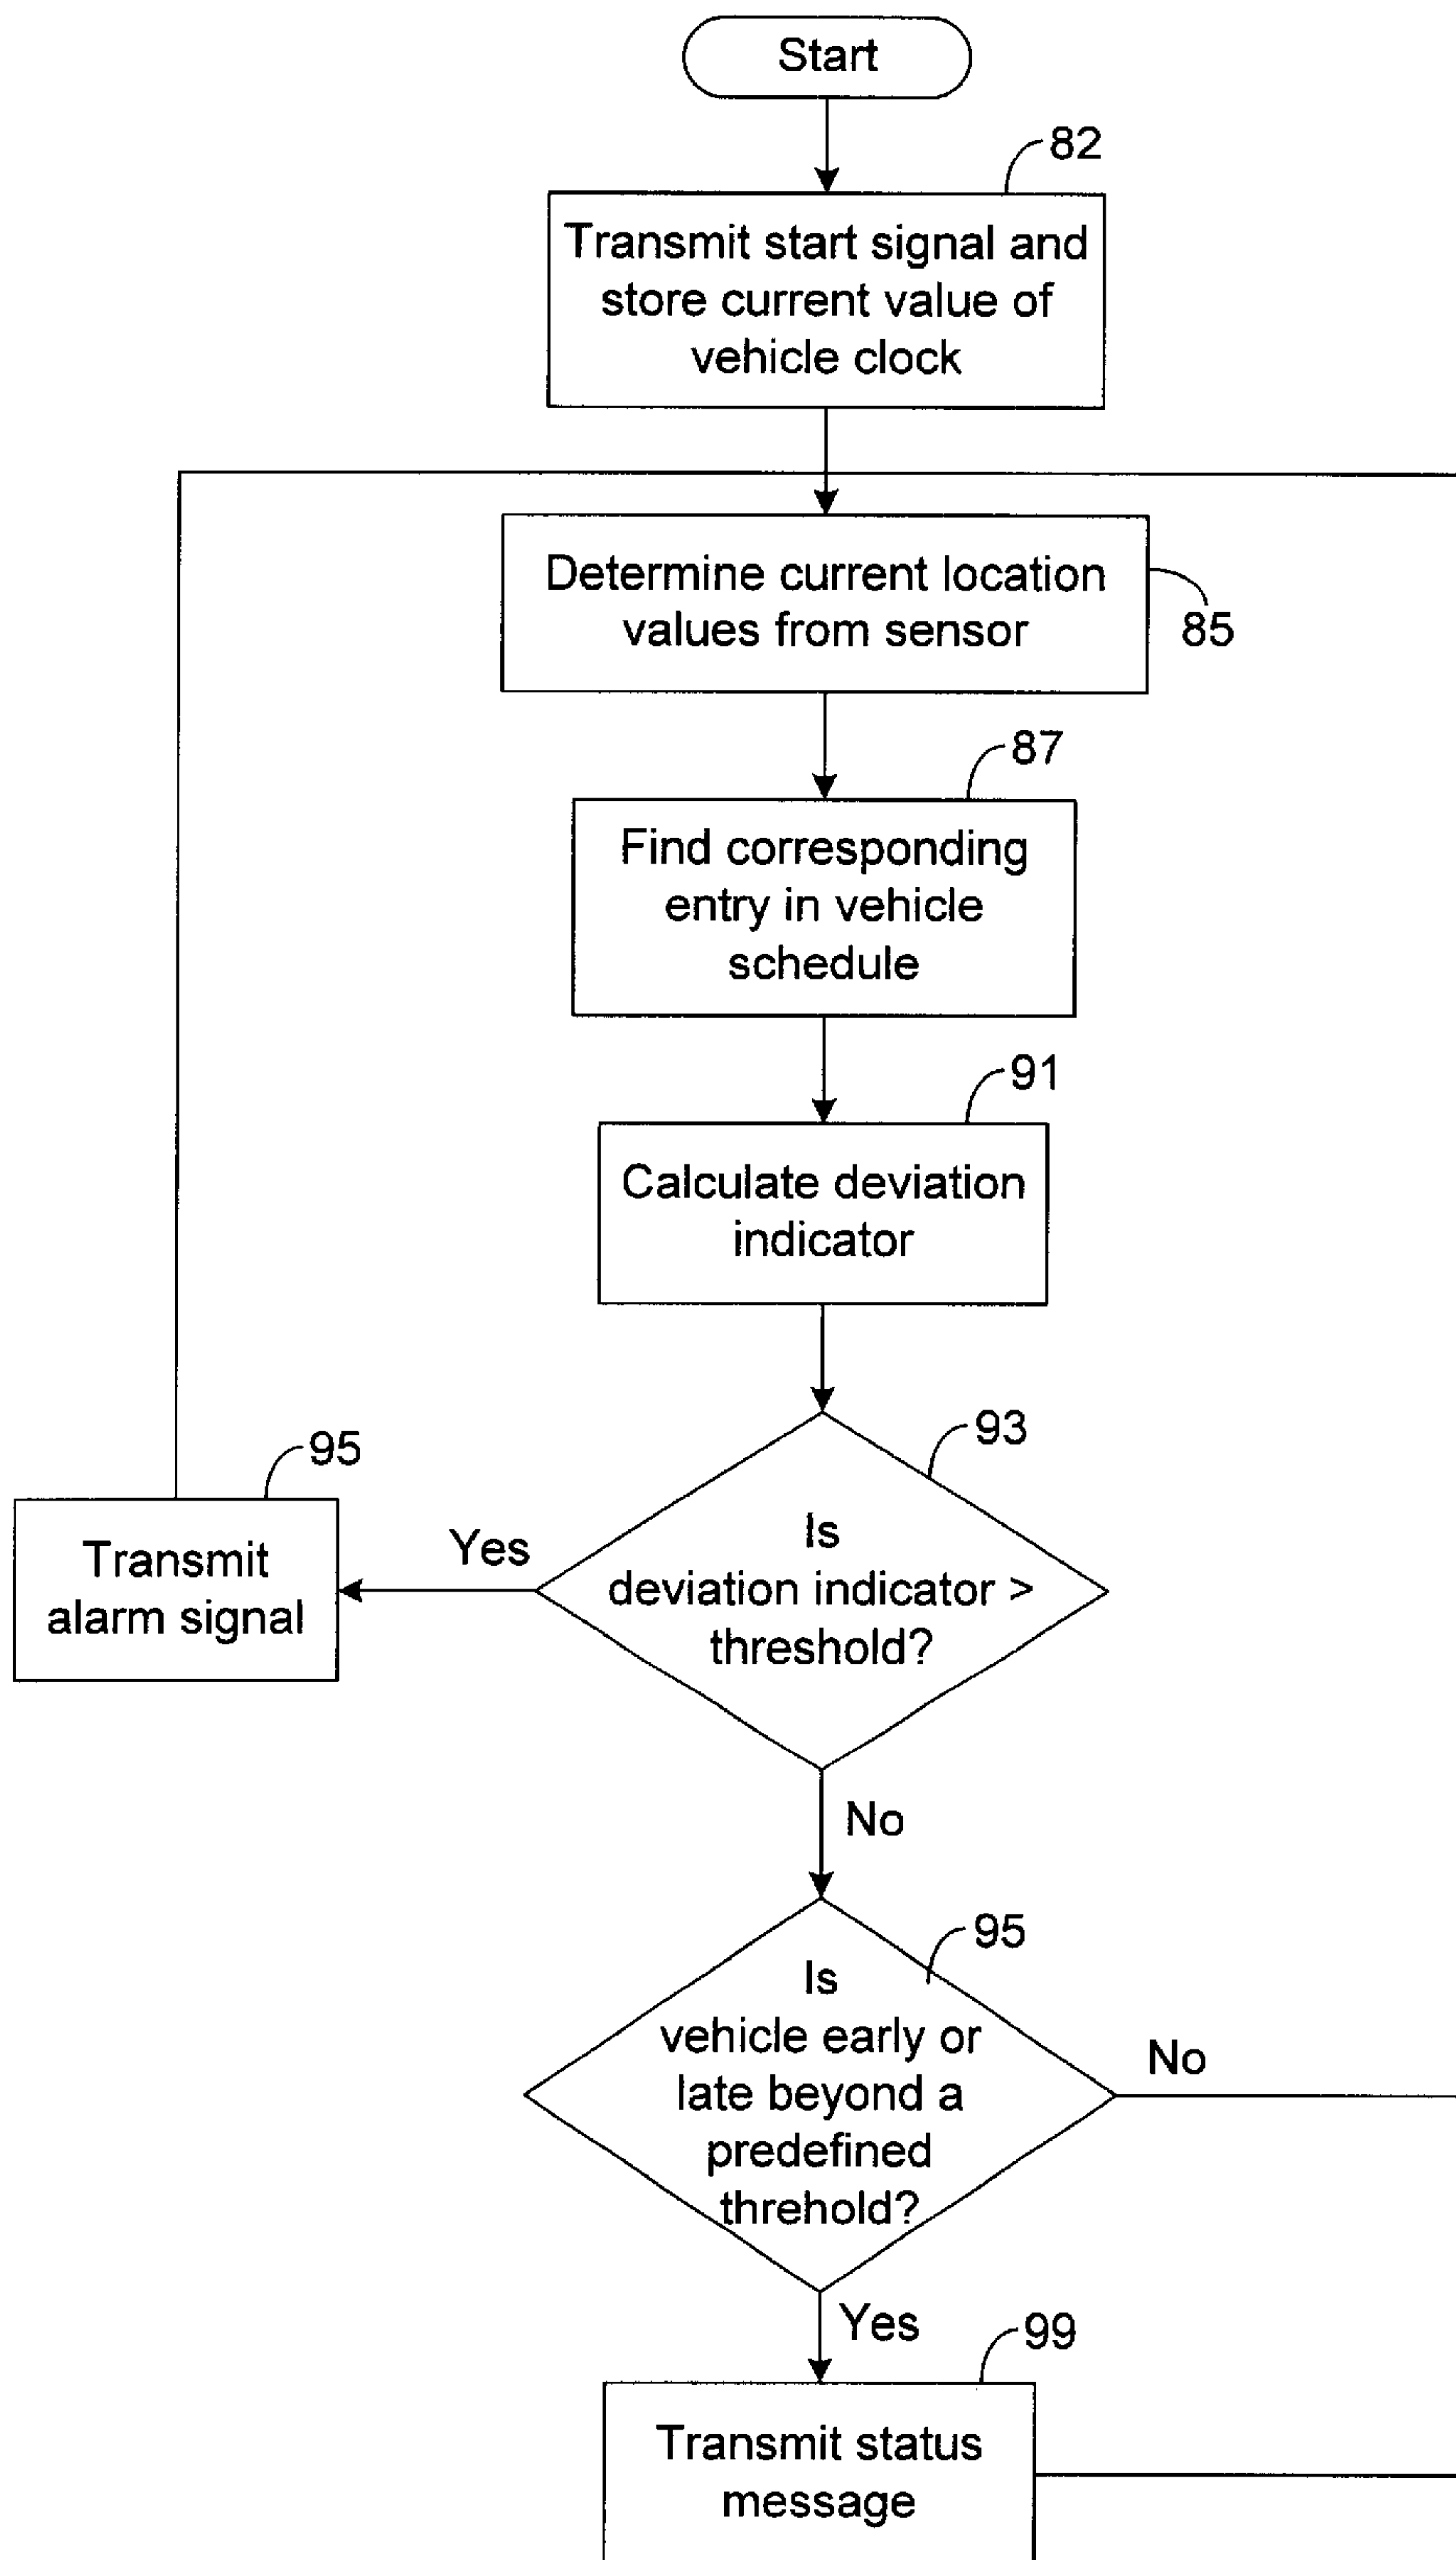 Start
82
Transmit start signal and
store current value of
vehicle clock
Determine current location
values from sensor
85
87
Find corresponding
entry in vehicle
schedule
91
Calculate deviation
indicator
93
Is
deviation indicator >
threshold?
Yes
95
Transmit
alarm signal
No
95
Is
vehicle early or
late beyond a
predefined
threhold?
No
Yes
99
Transmit status
message